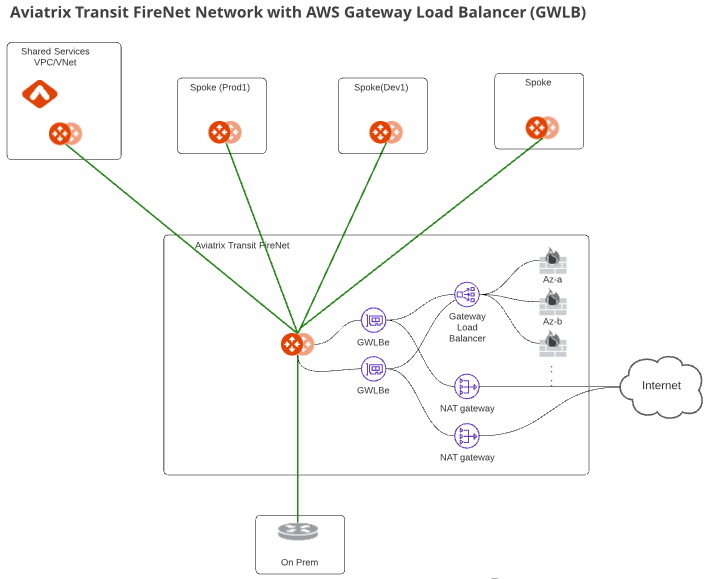 Aviatrix Transit FireNet Network with AWS Gateway Load Balancer (GWLB)
Shared Services
VPC/VNet
Spoke (Prod1)
Spoke(Dev1)
Spoke
Aviatrix Transit FireNet
Az-a
Gateway
Load
Balancer
Az-b
GWLBe
GWLBe
Internet
NAT gateway
NAT gateway
On Prem